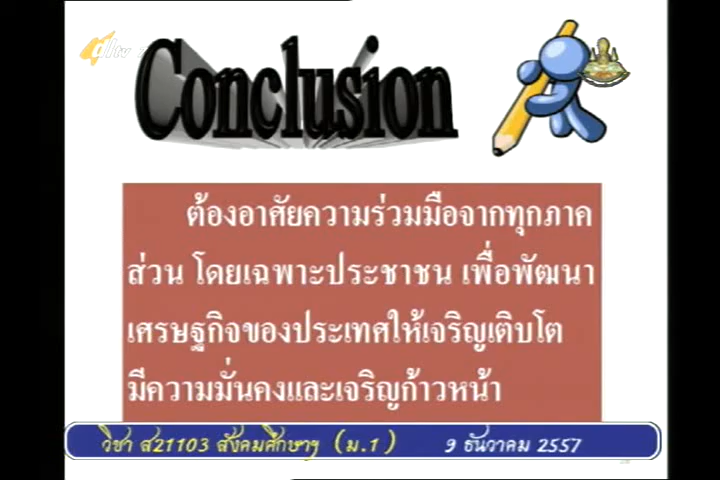 dltv
Conclusion
ต้องอาศัยความร่วมมือจากทุกภาค
ส่วน โดยเฉพาะประชาชน เพื่อพัฒนา
เศรษฐกิจของประเทศให้เจริญเติบโต
มีความมั่นคงและเจริญก้าวหน้า
วิชา ส21103 สังคมศึกษาฯ (ม.1) 9 ธันวาคม 2557